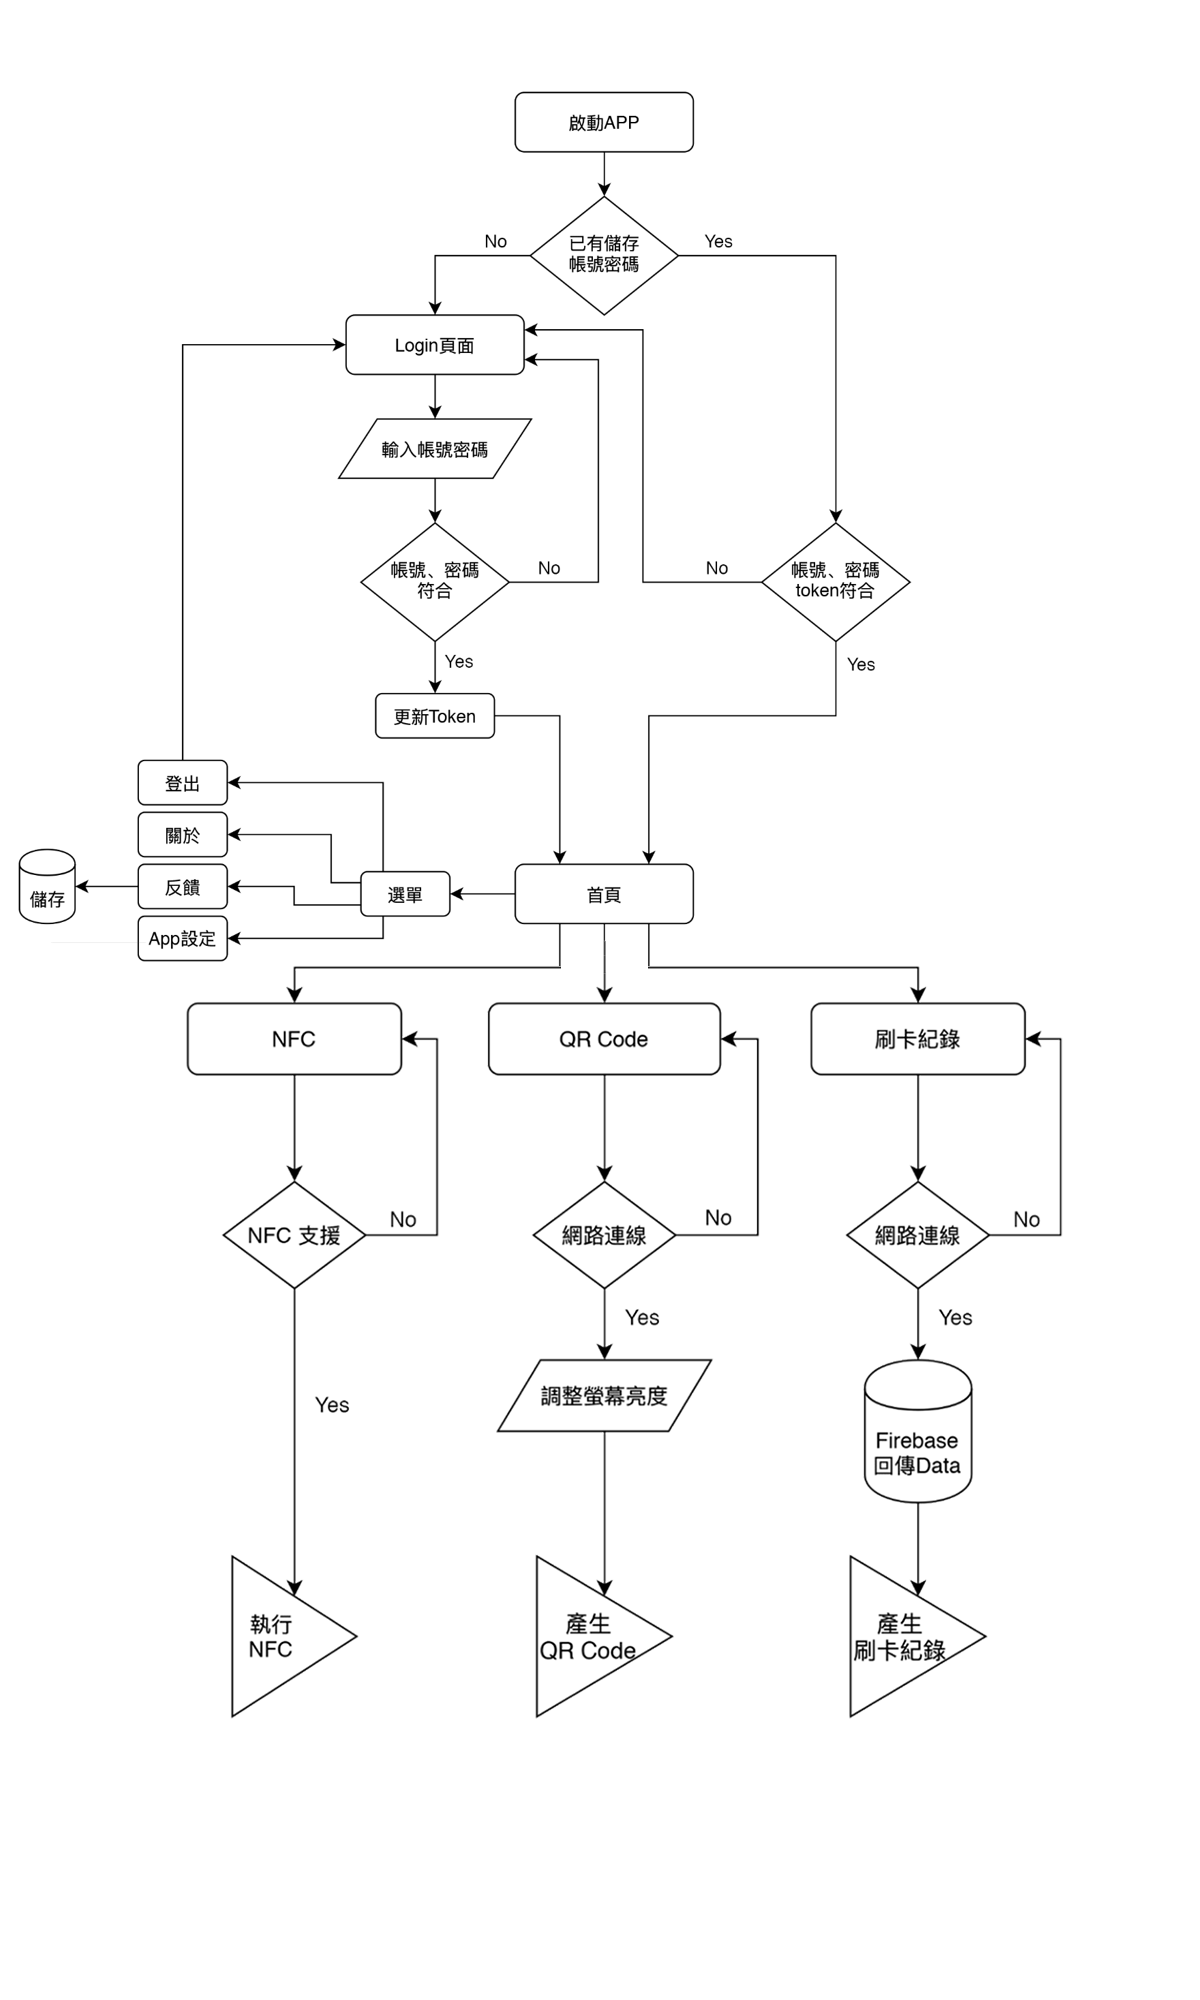 啟動APP
已有儲存
帳號密碼
No
Yes
Login頁面
輸入帳號密碼
帳號、密碼
符合
No
No
帳號、密碼
token符合
Yes
Yes
更新Token
登出
關於
反饋
App設定
儲存
選單
首頁
NFC
QR Code
刷卡紀錄
NFC 支援
No
網路連線
No
網路連線
No
Yes
Yes
Yes
調整螢幕亮度
Firebase
回傳Data
執行
NFC
產生
QR Code
產生
刷卡紀錄